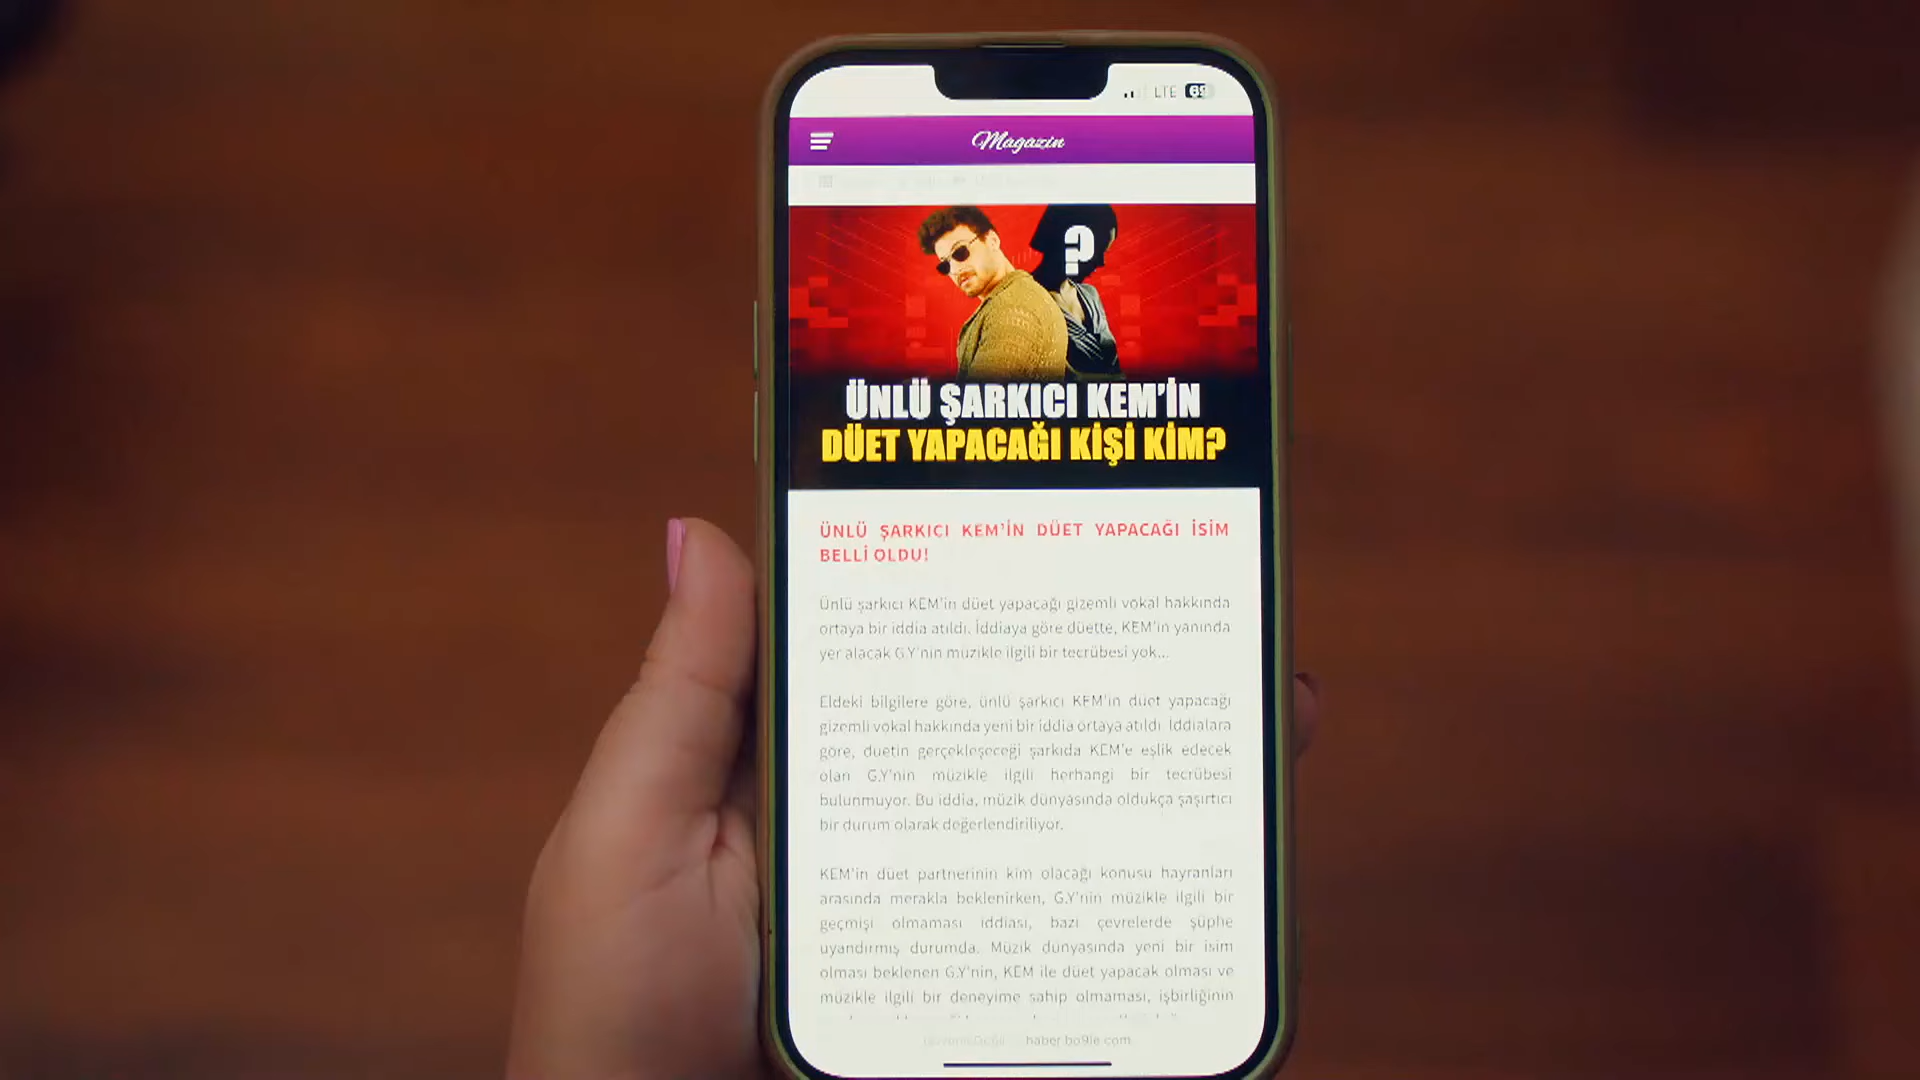 LTE 69
Magazin
?
ÜNLÜ ŞARKICI KEM'İN
DÜET YAPACAĞI KİŞİ KİM?
ÜNLÜ ŞARKICI KEM'İN DÜET YAPACAĞI İSİM
BELLİ OLDU!
Ünlü şarkıcı KEM'in düet yapacağı gizemli vokal hakkında
ortaya bir iddia atıldı. İddiaya göre düette, KEM'in yanında
yer alacak G.Y'nin müzikle ilgili bir tecrübesi yok...
Eldeki bilgilere göre, ünlü şarkıcı KEM'in düet yapacağı
gizemli vokal hakkında yeni bir iddia ortaya atıldı. İddialara
göre, düetin gerçekleşeceği şarkıda KEM'e eşlik edecek
olan G.Y'nin müzikle ilgili herhangi bir tecrübesi
bulunmuyor. Bu iddia, müzik dünyasında oldukça şaşırtıcı
bir durum olarak değerlendiriliyor.
KEM'in düet partnerinin kim olacağı konusu hayranları
arasında merakla beklenirken, G.Y'nin müzikle ilgili bir
geçmişi olmaması iddiası, bazı çevrelerde şüphe
uyandırmış durumda. Müzik dünyasında yeni bir isim
olması beklenen G.Y'nin, KEM ile düet yapacak olması ve
müzikle ilgili bir deneyime sahip olmaması, işbirliğinin
haber.bo9le.com